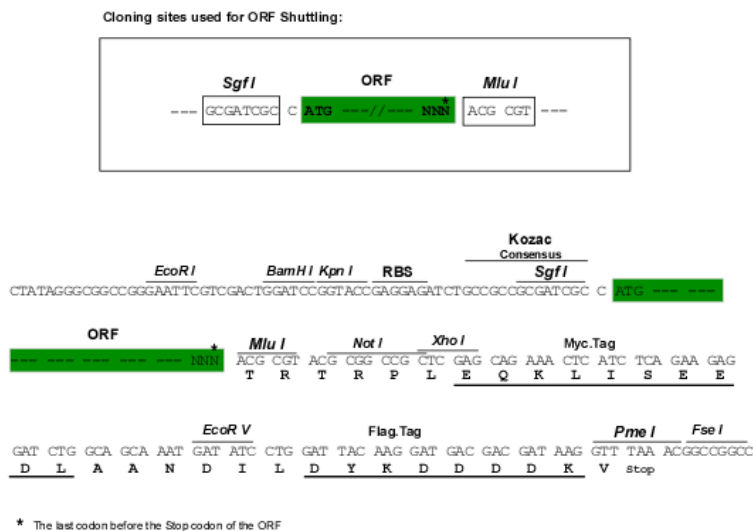 Cloning sites used for ORF Shuttling:
Sgf I ORF Mlu I
--- GCGATCGC C ATG ---//--- NNN* ACG CGT ---
Kozac
Consensus
EcoR I BamH I Kpn I RBS Sgf I
CTATAGGGCGGCCGGGAATTCGTCGACTGGATCCGGTACCGAGGAGATCTGCCGCCGCGATCGC C ATG --- ---
ORF Mlu I Not I Xho I Myc.Tag
--- --- --- --- --- --- NNN* ACG CGT ACG CGG CCG CTC GAG CAG AAA CTC ATC TCA GAA GAG
T R T R P L E Q K L I S E E
EcoR V Flag.Tag Pme I Fse I
GAT CTG GCA GCA AAT GAT ATC CTG GAT TAC AAG GAT GAC GAC GAT AAG GTT TAA ACGGCCGGCC
D L A A N D I L D Y K D D D D K V Stop
* The last codon before the Stop codon of the ORF